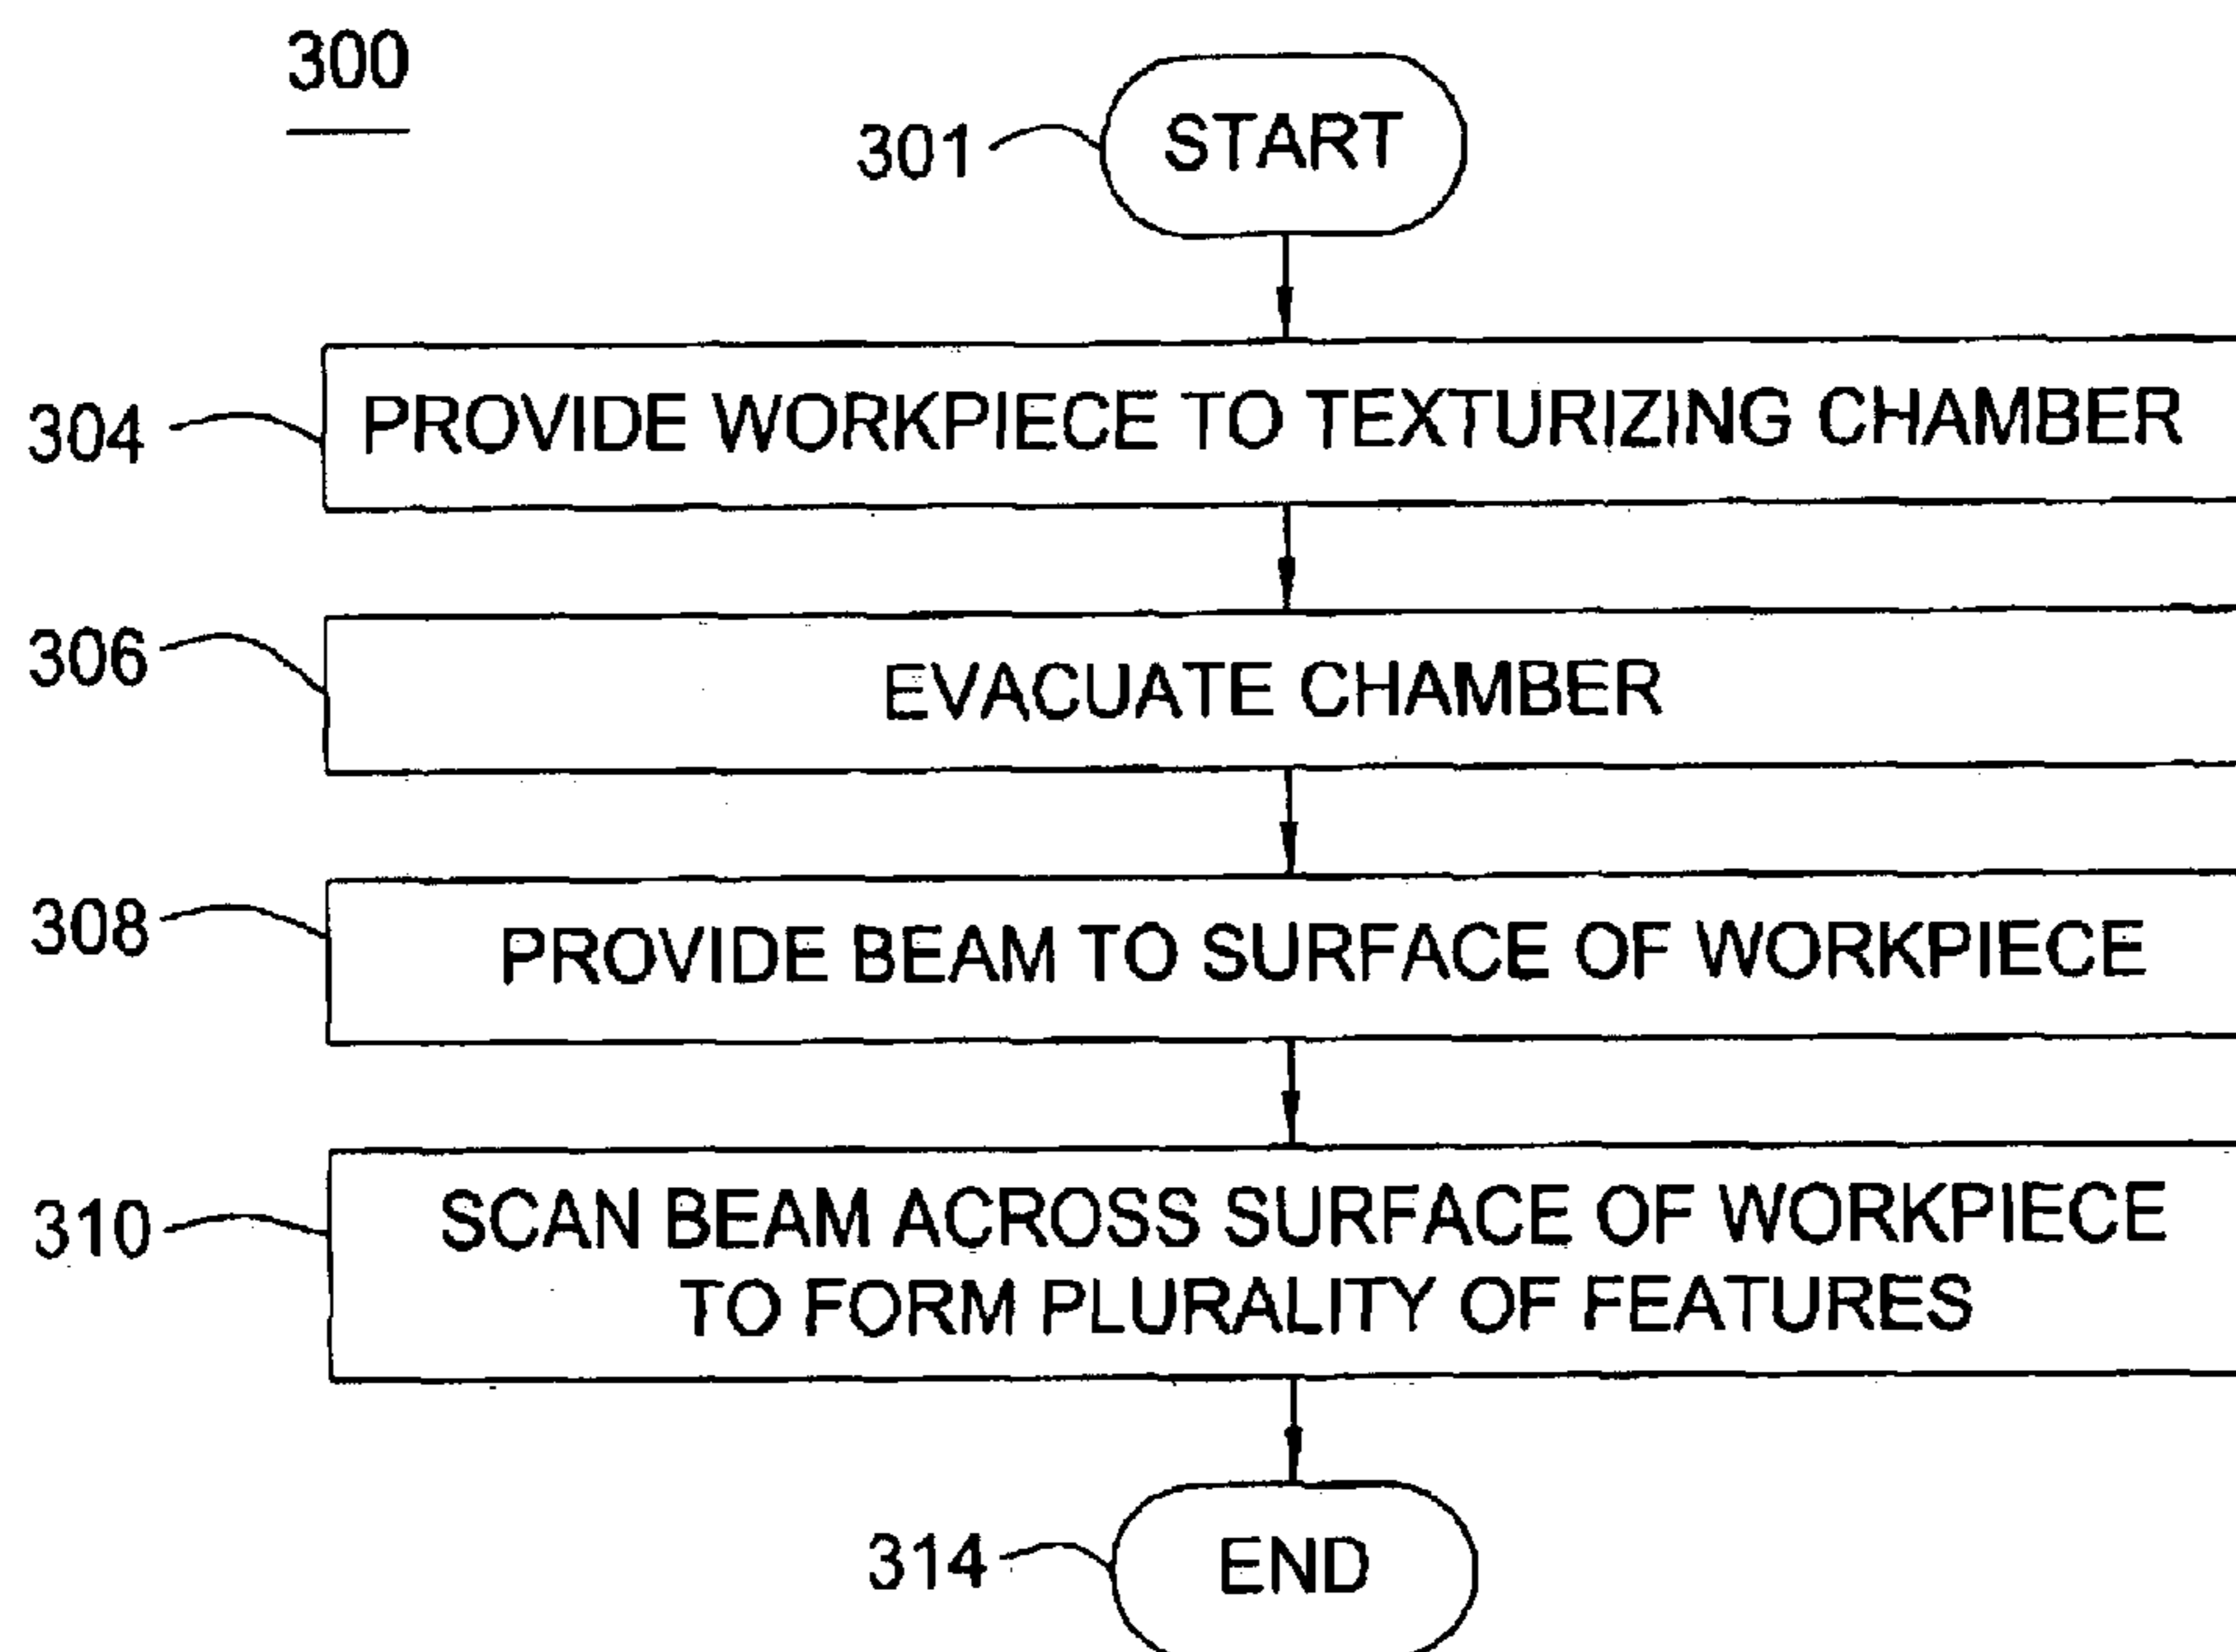 300
301 START
304 PROVIDE WORKPIECE TO TEXTURIZING CHAMBER
306 EVACUATE CHAMBER
308 PROVIDE BEAM TO SURFACE OF WORKPIECE
310 SCAN BEAM ACROSS SURFACE OF WORKPIECE
TO FORM PLURALITY OF FEATURES
314 END